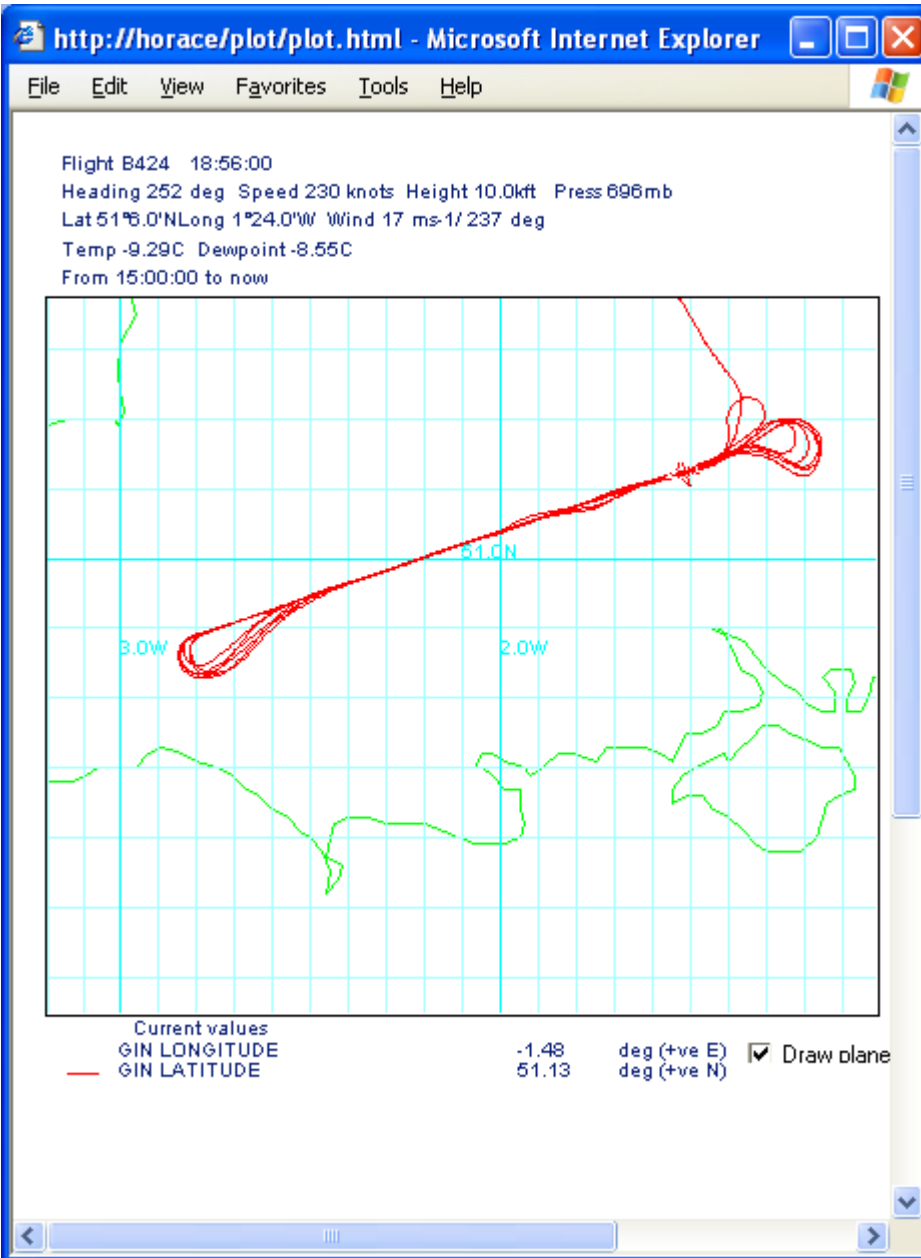 http://horace/plot/plot.html - Microsoft Internet Explorer
File Edit View Favorites Tools Help
Flight B424 18:56:00
Heading 252 deg Speed 230 knots Height 10.0kft Press 696mb
Lat 51°6.0'NLong 1°24.0'W Wind 17 ms-1/ 237 deg
Temp -9.29C Dewpoint -8.55C
From 15:00:00 to now
51.0N
3.0W 2.0W
Current values
GIN LONGITUDE -1.48 deg (+ve E) Draw plane
GIN LATITUDE 51.13 deg (+ve N)